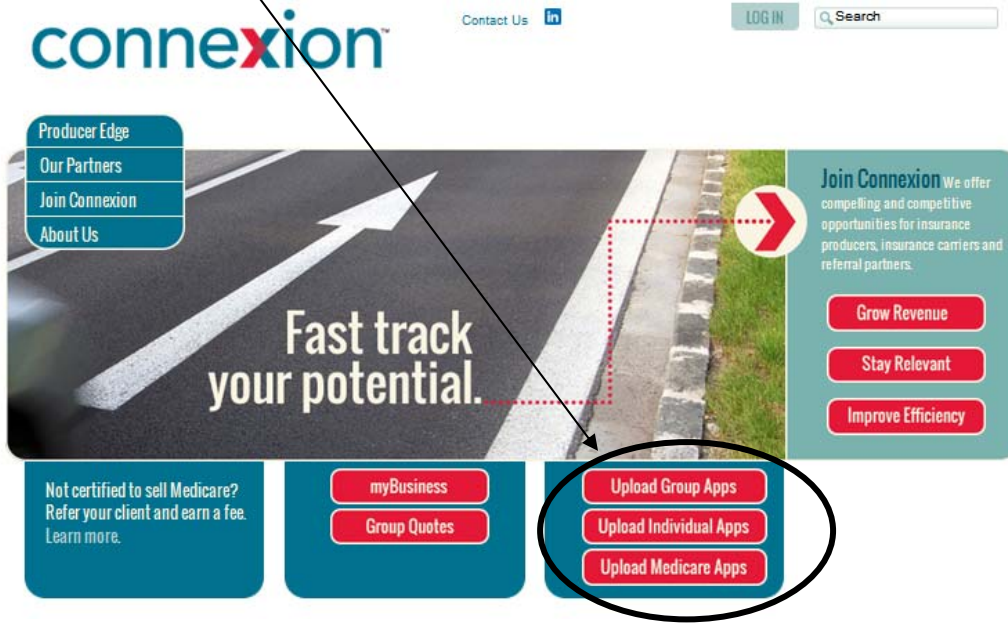 connexion™
Contact Us
in
LOG IN
Search
Producer Edge
Our Partners
Join Connexion
About Us
Fast track
your potential.
Join Connexion We offer
compelling and competitive
opportunities for insurance
producers, insurance carriers and
referral partners.
Grow Revenue
Stay Relevant
Improve Efficiency
Not certified to sell Medicare?
Refer your client and earn a fee.
Learn more.
myBusiness
Group Quotes
Upload Group Apps
Upload Individual Apps
Upload Medicare Apps